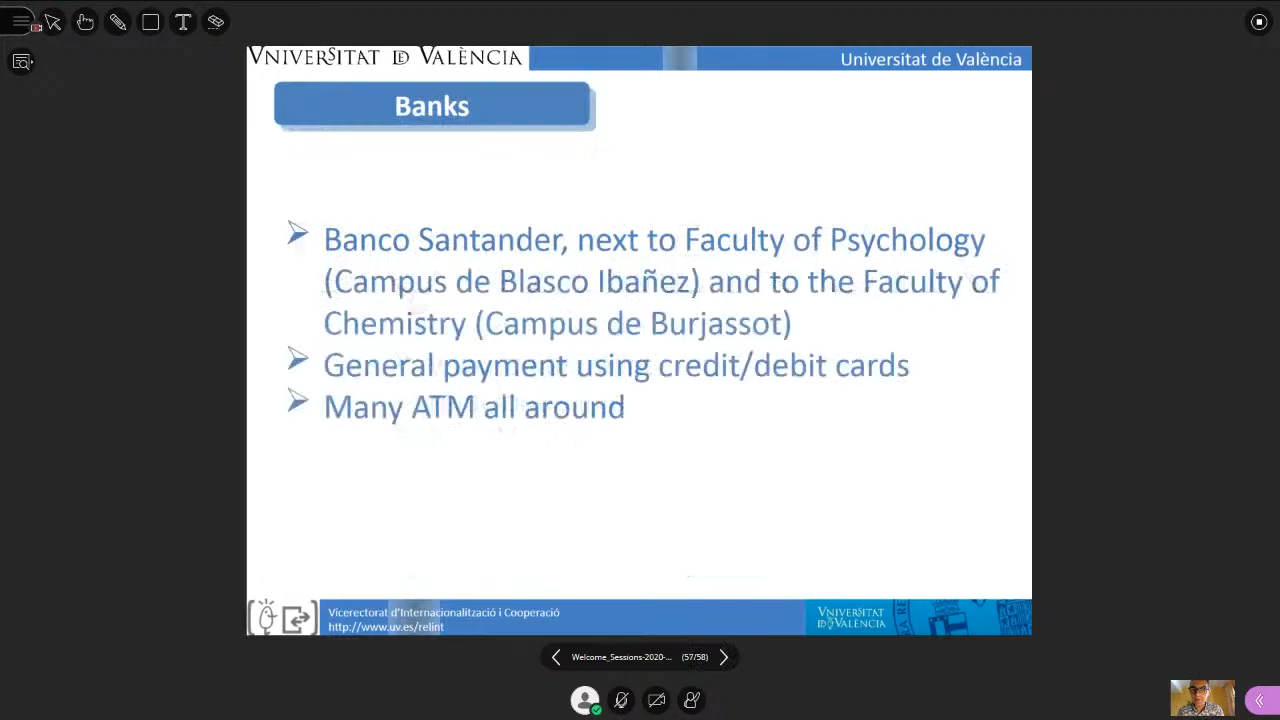 VNIVERSITAT DE VALÈNCIA
Universitat de València
Banks
Banco Santander, next to Faculty of Psychology
(Campus de Blasco Ibañez) and to the Faculty of
Chemistry (Campus de Burjassot)
General payment using credit/debit cards
Many ATM all around
Vicerectorat d'Internacionalització i Cooperació
http://www.uv.es/relint
VNIVERSITAT
DE VALÈNCIA
Welcome_Sessions-2020-... (57/58)